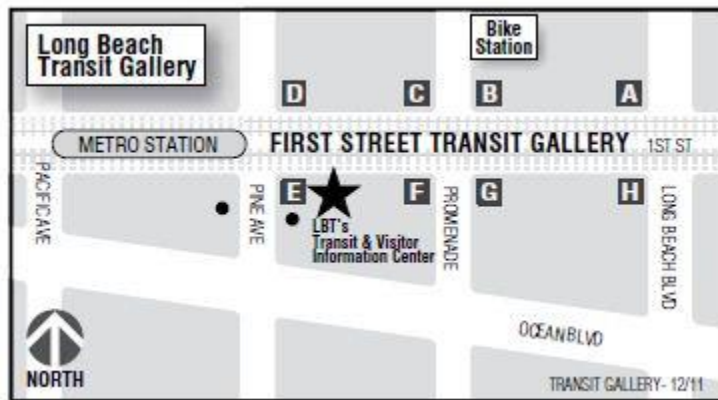 Long Beach
Transit Gallery
Bike
Station
D
C
B
A
METRO STATION
FIRST STREET TRANSIT GALLERY
1ST ST
PACIFIC AVE
PINE AVE
E
F
PROMENADE
G
H
LONG BEACH BLVD
LBT's
Transit & Visitor
Information Center
OCEAN BLVD
NORTH
TRANSIT GALLERY- 12/11